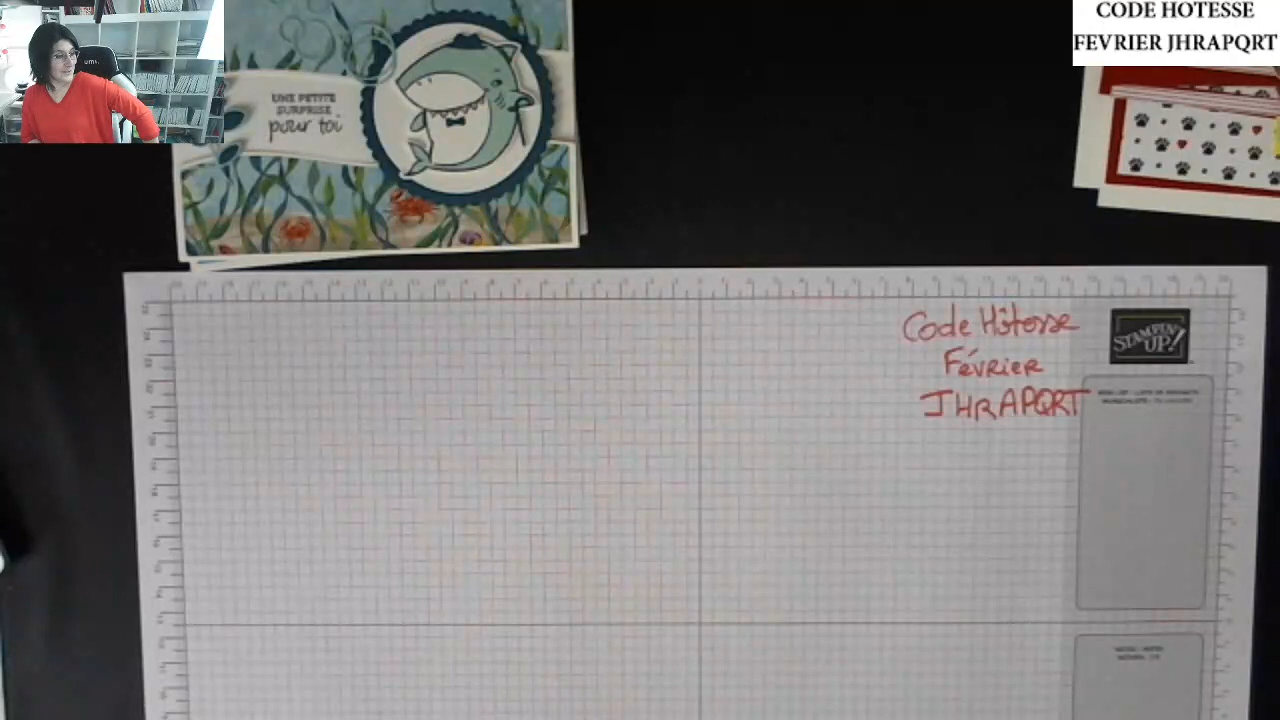 CODE HOTESSE
FEVRIER JHRAPQRT
UNE PETITE
SURPRISE
pour toi
Code Hôtesse
Février
JHRAPQRT
STAMPIN'
UP!